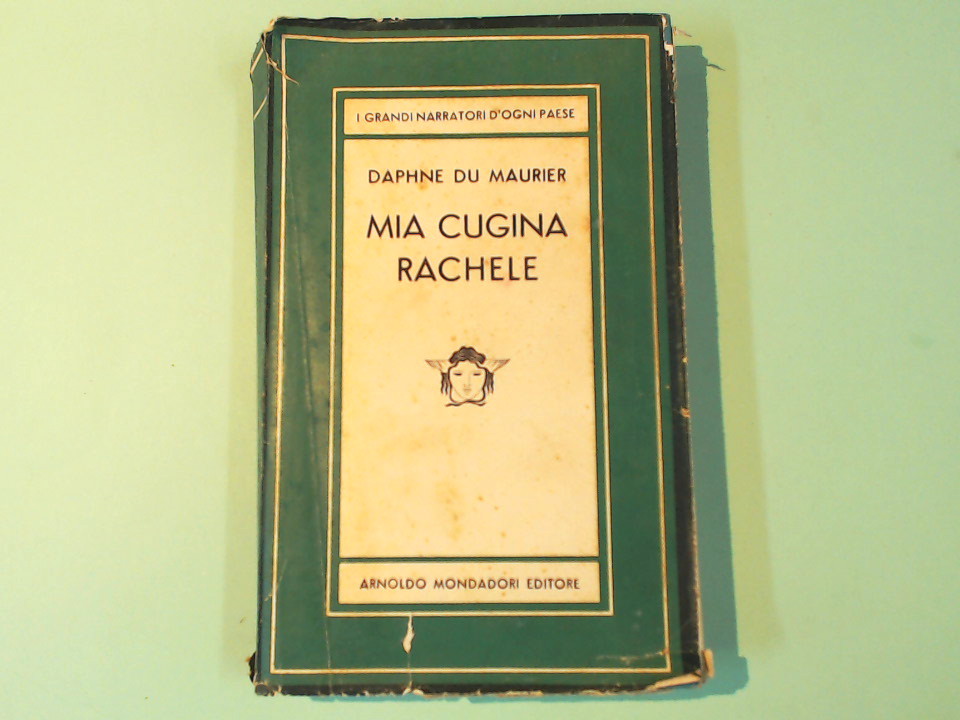 I GRANDI NARRATORI D'OGNI PAESE
DAPHNE DU MAURIER
MIA CUGINA
RACHELE
ARNOLDO MONDADORI EDITORE